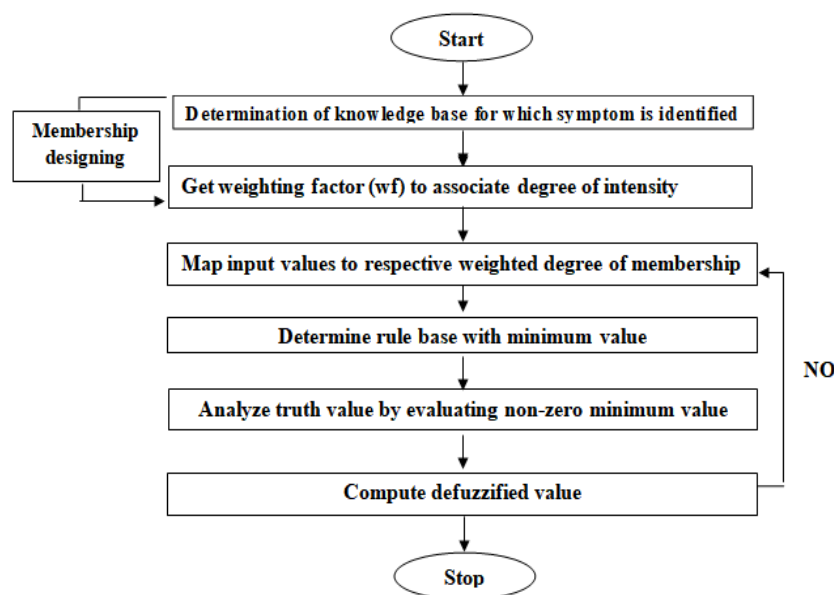 Start
Determination of knowledge base for which symptom is identified
Membership
designing
Get weighting factor (wf) to associate degree of intensity
Map input values to respective weighted degree of membership
Determine rule base with minimum value
NO
Analyze truth value by evaluating non-zero minimum value
Compute defuzzified value
Stop